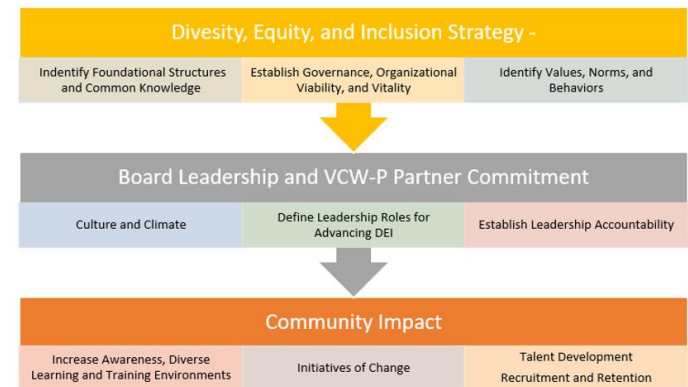 Divesity, Equity, and Inclusion Strategy -
Indentify Foundational Structures
and Common Knowledge
Establish Governance, Organizational
Viability, and Vitality
Identify Values, Norms, and
Behaviors
Board Leadership and VCW-P Partner Commitment
Culture and Climate
Define Leadership Roles for
Advancing DEI
Establish Leadership Accountability
Community Impact
Increase Awareness, Diverse
Learning and Training Environments
Initiatives of Change
Talent Development
Recruitment and Retention